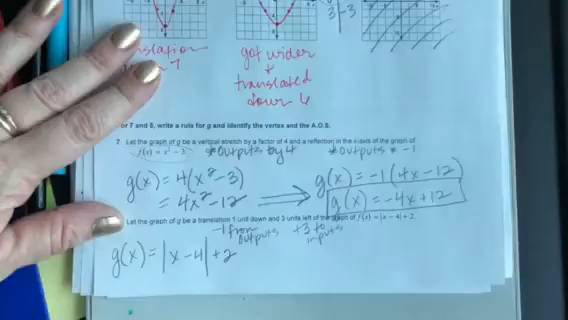 3 | -3
got wider
+
translated
down 6
or 7 and 8, write a rule for g and identify the vertex and the A.O.S.
7. Let the graph of g be a vertical stretch by a factor of 4 and a reflection in the x-axis of the graph of
f(x) = x² - 3 *outputs by 4 *outputs * -1
g(x) = 4(x² - 3)
= 4x² - 12
g(x) = -1(4x - 12)
g(x) = -4x + 12
Let the graph of g be a translation 1 unit down and 3 units left of the graph of f(x) = |x - 4| + 2
-1 from outputs
+3 to inputs
g(x) = |x - 4| + 2